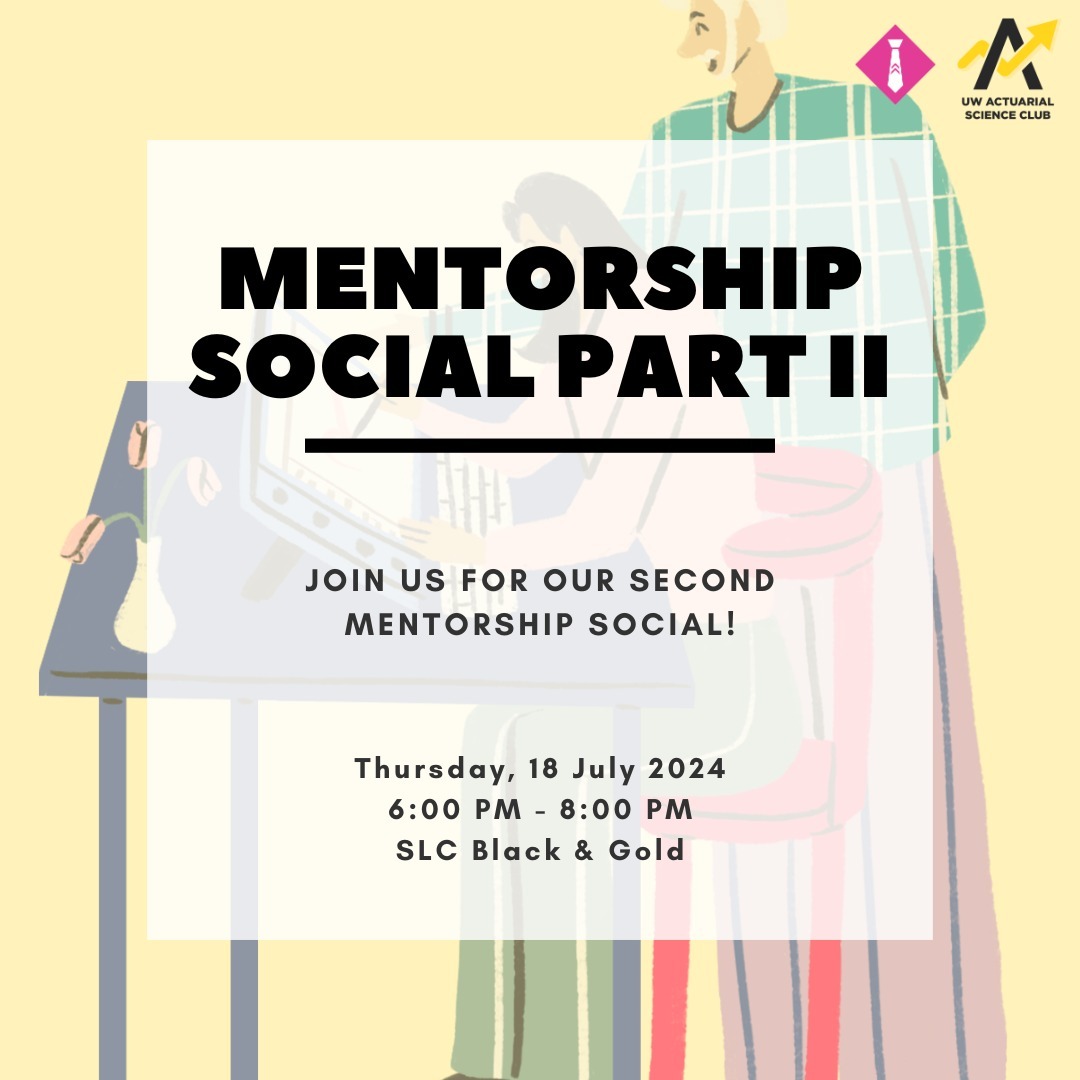 UW ACTUARIAL
SCIENCE CLUB
MENTORSHIP
SOCIAL PART II
JOIN US FOR OUR SECOND
MENTORSHIP SOCIAL!
Thursday, 18 July 2024
6:00 PM - 8:00 PM
SLC Black & Gold